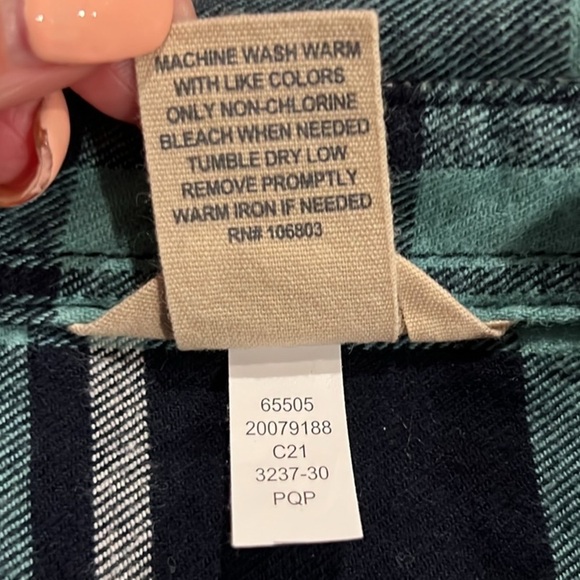 MACHINE WASH WARM
WITH LIKE COLORS
ONLY NON-CHLORINE
BLEACH WHEN NEEDED
TUMBLE DRY LOW
REMOVE PROMPTLY
WARM IRON IF NEEDED
RN# 106803
65505
20079188
C21
3237-30
PQP